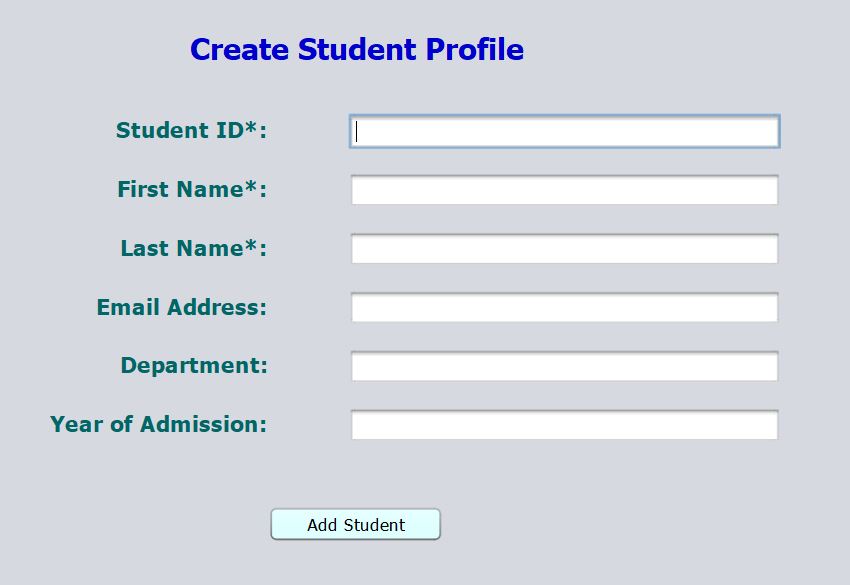 Create Student Profile
Student ID*:
First Name*:
Last Name*:
Email Address:
Department:
Year of Admission:
Add Student